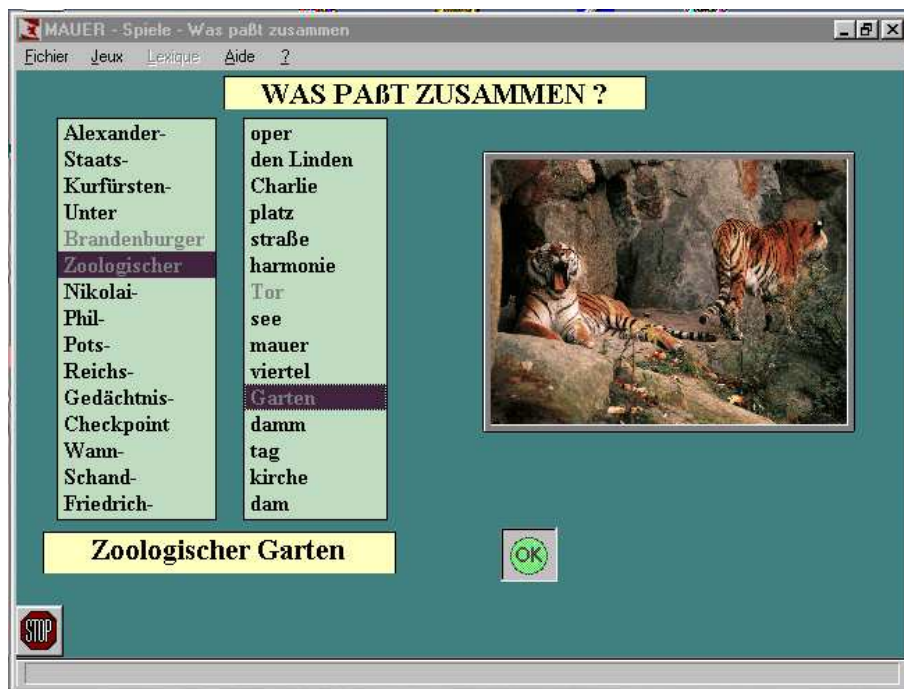 MAUER - Spiele - Was paßt zusammen
Fichier Jeux Lexique Aide ?
WAS PAßT ZUSAMMEN ?
Alexander-
Staats-
Kurfürsten-
Unter
Brandenburger
Zoologischer
Nikolai-
Phil-
Pots-
Reichs-
Gedächtnis-
Checkpoint
Wann-
Schand-
Friedrich-
oper
den Linden
Charlie
platz
straße
harmonie
Tor
see
mauer
viertel
Garten
damm
tag
kirche
dam
Zoologischer Garten
OK
STOP